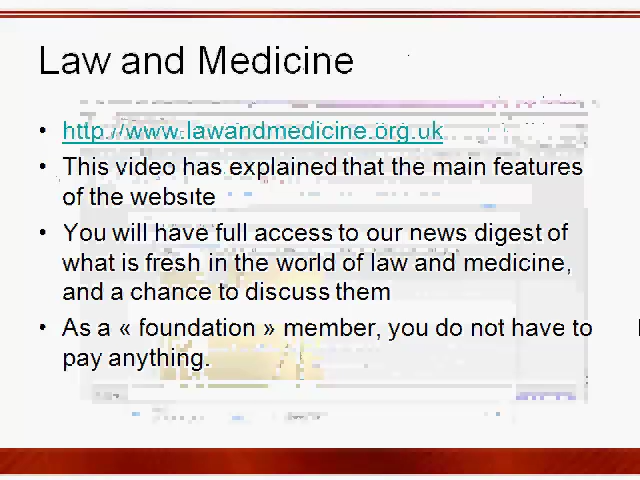 Law and Medicine
• http://www.lawandmedicine.org.uk
• This video has explained that the main features
of the website
• You will have full access to our news digest of
what is fresh in the world of law and medicine,
and a chance to discuss them
• As a « foundation » member, you do not have to
pay anything.